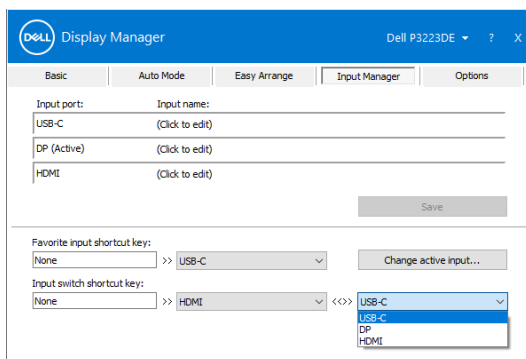 DELL Display Manager Dell P3223DE ? X
Basic Auto Mode Easy Arrange Input Manager Options
Input port: Input name:
USB-C (Click to edit)
DP (Active) (Click to edit)
HDMI (Click to edit)
Save
Favorite input shortcut key:
None >> USB-C Change active input...
Input switch shortcut key:
None >> HDMI <<>> USB-C
USB-C
DP
HDMI